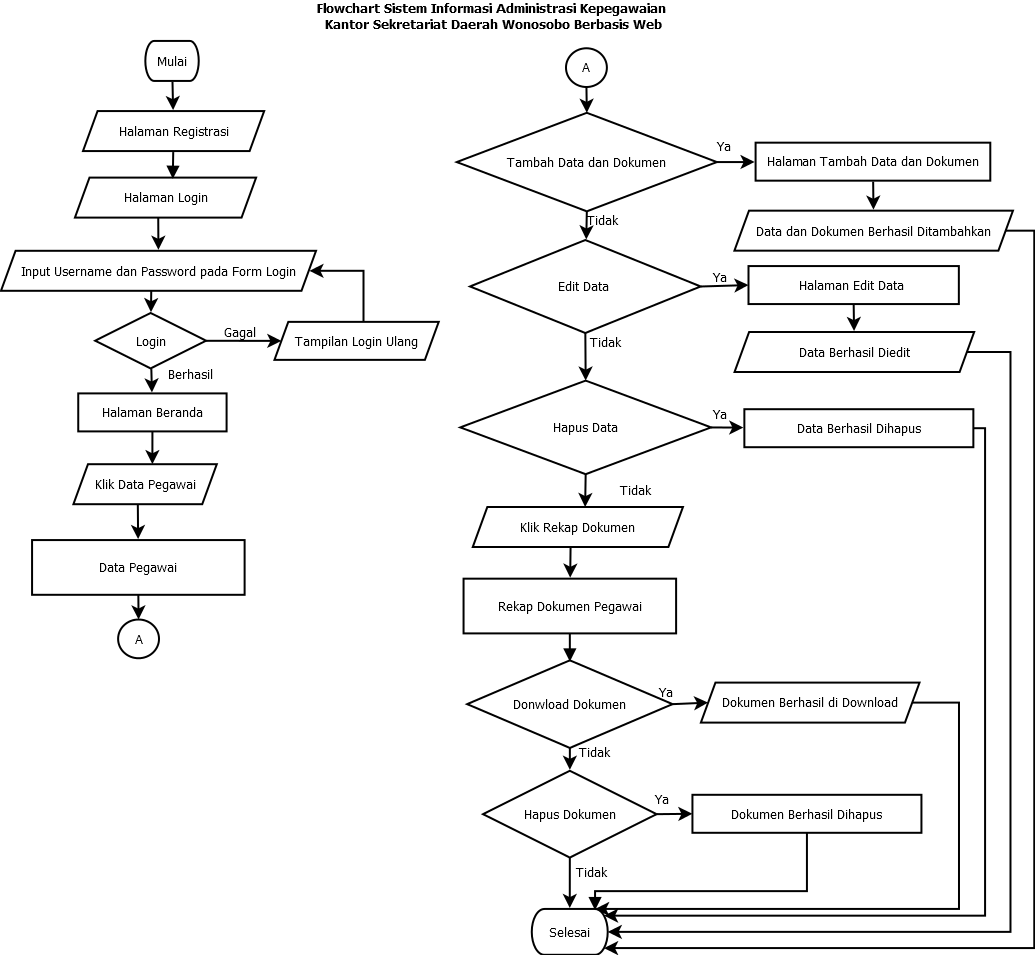 Flowchart Sistem Informasi Administrasi Kepegawaian
Kantor Sekretariat Daerah Wonosobo Berbasis Web
Mulai
Halaman Registrasi
Halaman Login
Input Username dan Password pada Form Login
Login
Gagal
Tampilan Login Ulang
Berhasil
Halaman Beranda
Klik Data Pegawai
Data Pegawai
A
A
Tambah Data dan Dokumen
Ya
Halaman Tambah Data dan Dokumen
Data dan Dokumen Berhasil Ditambahkan
Tidak
Edit Data
Ya
Halaman Edit Data
Data Berhasil Diedit
Tidak
Hapus Data
Ya
Data Berhasil Dihapus
Tidak
Klik Rekap Dokumen
Rekap Dokumen Pegawai
Donwload Dokumen
Ya
Dokumen Berhasil di Download
Tidak
Hapus Dokumen
Ya
Dokumen Berhasil Dihapus
Tidak
Selesai